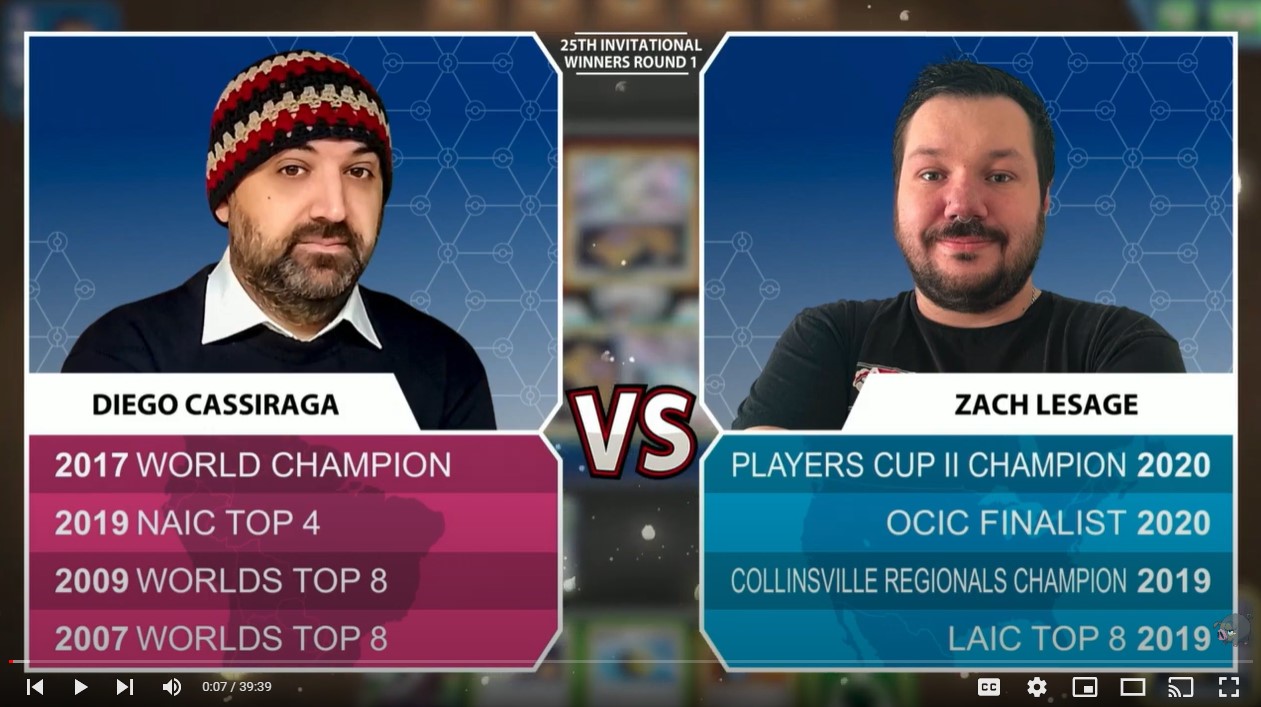 25TH INVITATIONAL
WINNERS ROUND 1
DIEGO CASSIRAGA
2017 WORLD CHAMPION
2019 NAIC TOP 4
2009 WORLDS TOP 8
2007 WORLDS TOP 8
VS
ZACH LESAGE
PLAYERS CUP II CHAMPION 2020
OCIC FINALIST 2020
COLLINSVILLE REGIONALS CHAMPION 2019
LAIC TOP 8 2019
0:07 / 39:39
CC